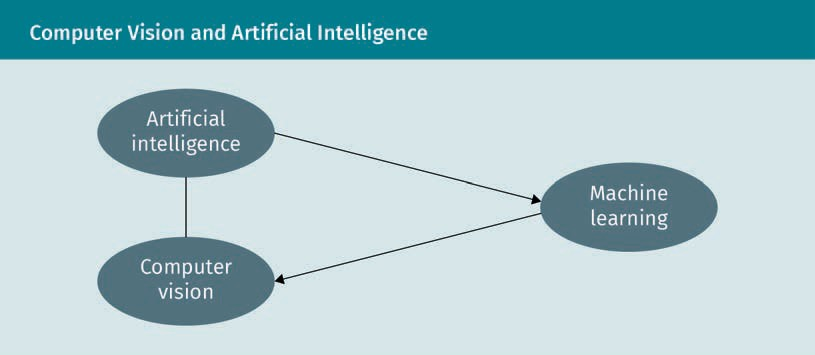 Computer Vision and Artificial Intelligence
Artificial
intelligence
Machine
learning
Computer
vision